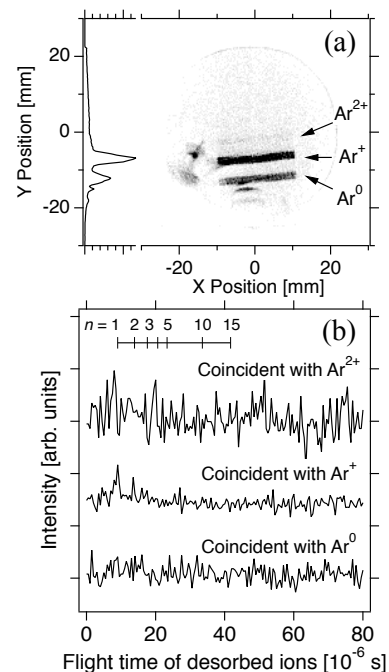 (a)
Y Position [mm]
20
0
-20
Ar²⁺
Ar⁺
Ar⁰
-20 0 20
X Position [mm]
(b)
n = 1 2 3 5 10 15
Intensity [arb. units]
Coincident with Ar²⁺
Coincident with Ar⁺
Coincident with Ar⁰
0 20 40 60 80
Flight time of desorbed ions [10⁻⁶ s]